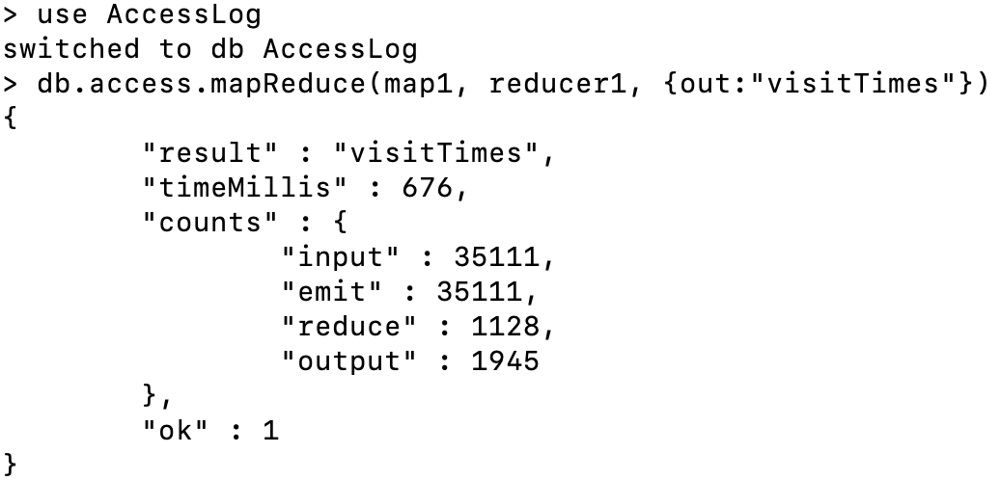 > use AccessLog
switched to db AccessLog
> db.access.mapReduce(map1, reducer1, {out:"visitTimes"})
{
        "result" : "visitTimes",
        "timeMillis" : 676,
        "counts" : {
                "input" : 35111,
                "emit" : 35111,
                "reduce" : 1128,
                "output" : 1945
        },
        "ok" : 1
}